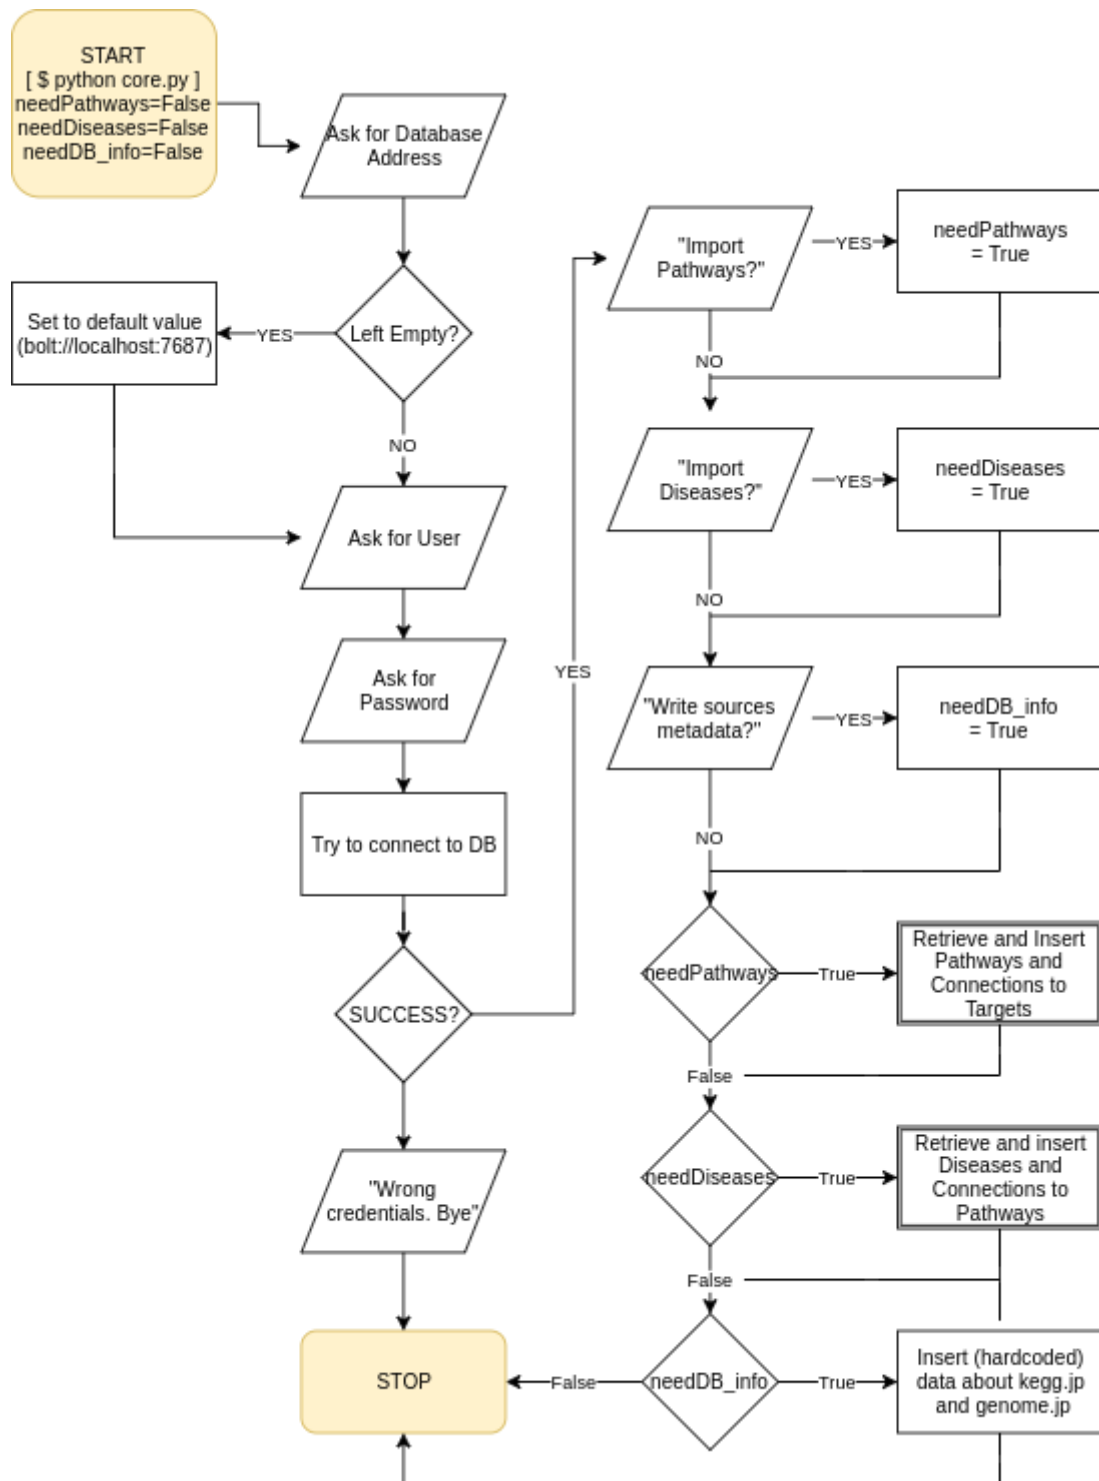 START
[ $ python core.py ]
needPathways=False
needDiseases=False
needDB_info=False
Ask for Database
Address
Left Empty?
YES
Set to default value
(bolt://localhost:7687)
NO
Ask for User
Ask for
Password
Try to connect to DB
SUCCESS?
YES
"Wrong
credentials. Bye"
STOP
"Import
Pathways?"
YES
needPathways
= True
NO
"Import
Diseases?"
YES
needDiseases
= True
NO
"Write sources
metadata?"
YES
needDB_info
= True
NO
needPathways
True
Retrieve and Insert
Pathways and
Connections to
Targets
False
needDiseases
True
Retrieve and insert
Diseases and
Connections to
Pathways
False
needDB_info
False
True
Insert (hardcoded)
data about kegg.jp
and genome.jp